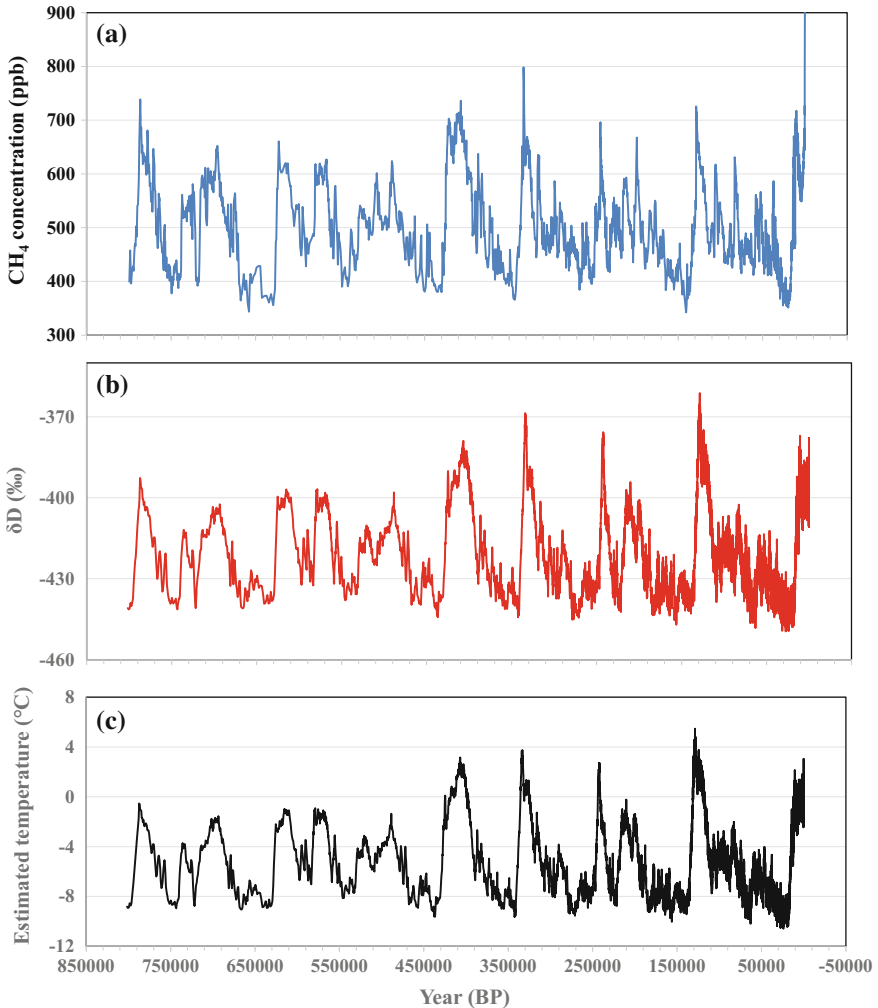 (a)
CH4 concentration (ppb)
900
800
700
600
500
400
300
(b)
δD (‰)
-370
-400
-430
-460
(c)
Estimated temperature (°C)
8
4
0
-4
-8
-12
850000 750000 650000 550000 450000 350000 250000 150000 50000 -50000
Year (BP)